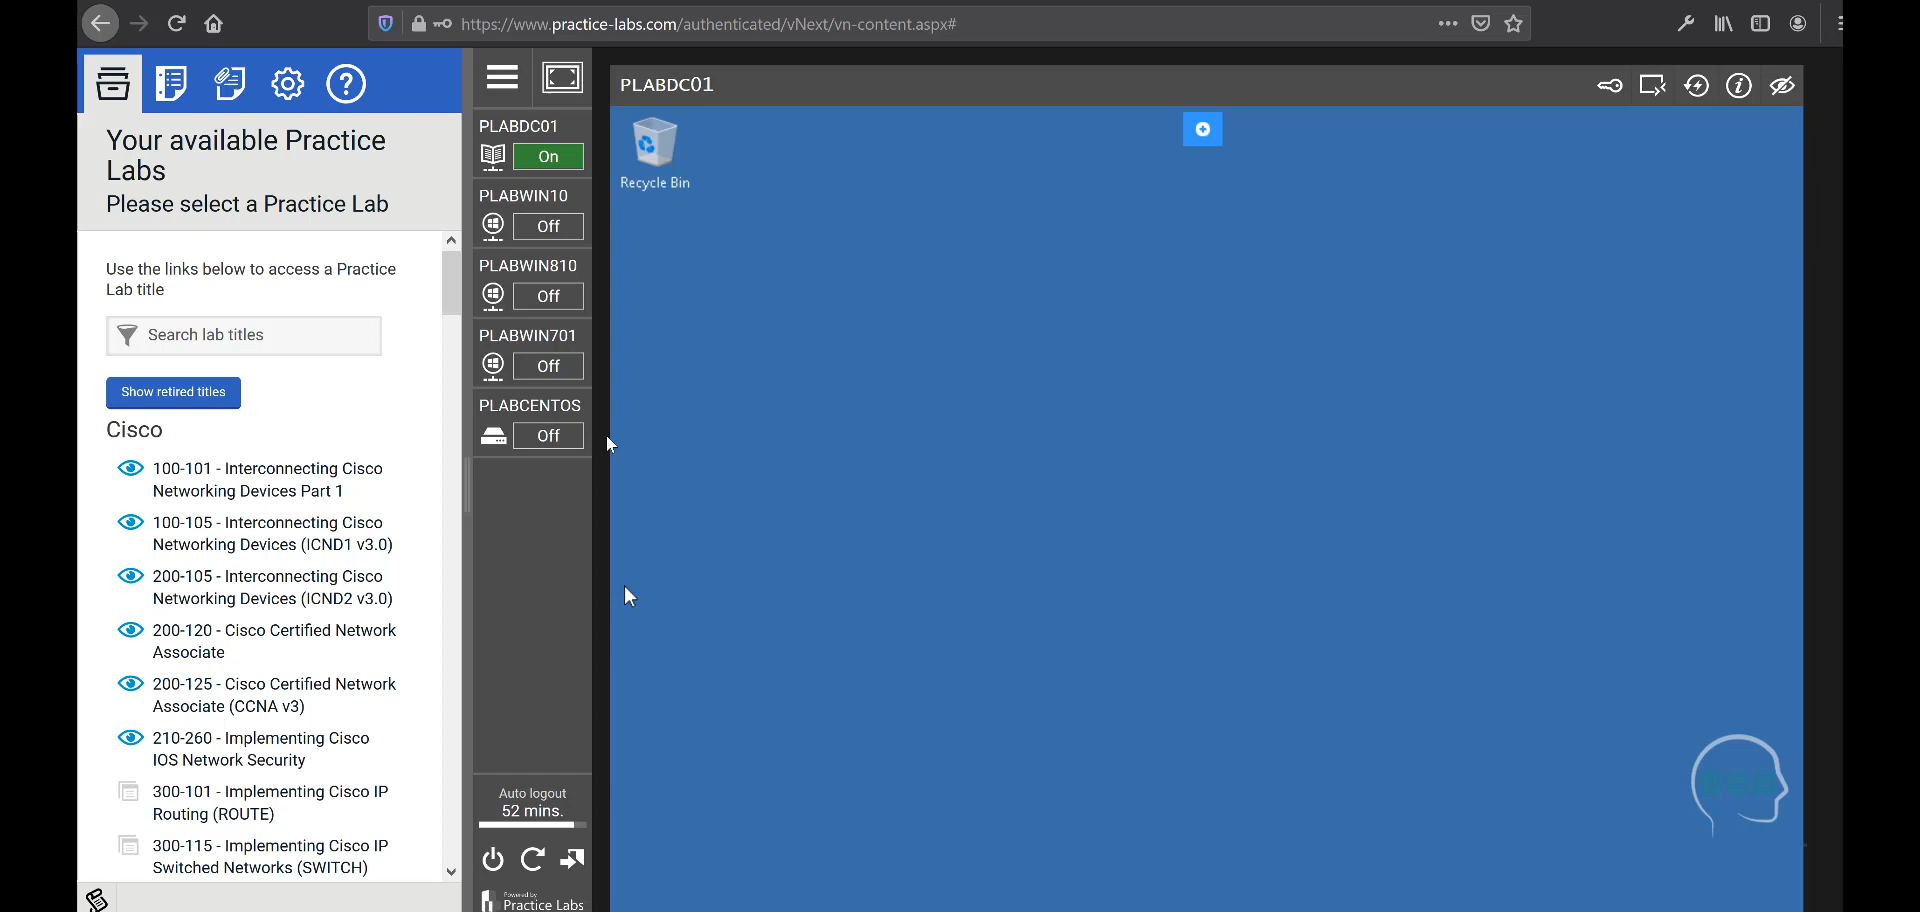 https://www.practice-labs.com/authenticated/vNext/vn-content.aspx#
Your available Practice
Labs
Please select a Practice Lab
Use the links below to access a Practice
Lab title
Search lab titles
Show retired titles
Cisco
100-101 - Interconnecting Cisco
Networking Devices Part 1
100-105 - Interconnecting Cisco
Networking Devices (ICND1 v3.0)
200-105 - Interconnecting Cisco
Networking Devices (ICND2 v3.0)
200-120 - Cisco Certified Network
Associate
200-125 - Cisco Certified Network
Associate (CCNA v3)
210-260 - Implementing Cisco
IOS Network Security
300-101 - Implementing Cisco IP
Routing (ROUTE)
300-115 - Implementing Cisco IP
Switched Networks (SWITCH)
PLABDC01
On
PLABWIN10
Off
PLABWIN810
Off
PLABWIN701
Off
PLABCENTOS
Off
Auto logout
52 mins.
Powered by
Practice Labs
PLABDC01
Recycle Bin